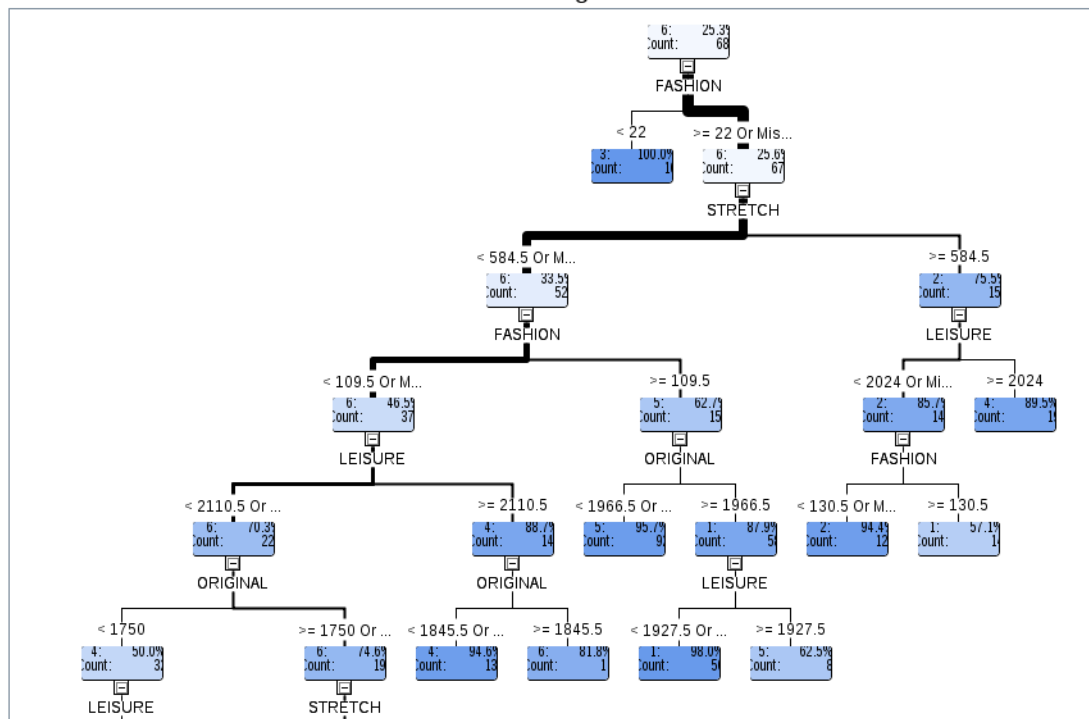 6: 25.3%
Count: 68
FASHION
< 22
>= 22 Or Mis...
3: 100.0%
Count: 10
6: 25.6%
Count: 67
STRETCH
< 584.5 Or M...
>= 584.5
6: 33.5%
Count: 52
2: 75.5%
Count: 15
FASHION
LEISURE
< 109.5 Or M...
>= 109.5
< 2024 Or Mi...
>= 2024
6: 46.5%
Count: 37
5: 62.7%
Count: 15
2: 85.7%
Count: 14
4: 89.5%
Count:
LEISURE
ORIGINAL
FASHION
< 2110.5 Or ...
>= 2110.5
< 1966.5 Or ...
>= 1966.5
< 130.5 Or M...
>= 130.5
6: 70.3%
Count: 22
4: 88.7%
Count: 14
5: 95.7%
Count:
1: 87.9%
Count:
2: 94.4%
Count: 12
1: 57.1%
Count:
ORIGINAL
ORIGINAL
LEISURE
< 1750
>= 1750 Or ...
< 1845.5 Or ...
>= 1845.5
< 1927.5 Or ...
>= 1927.5
4: 50.0%
Count:
6: 74.6%
Count: 19
4: 94.6%
Count: 13
6: 81.8%
Count: 1
1: 98.0%
Count:
5: 62.5%
Count: 8
LEISURE
STRETCH